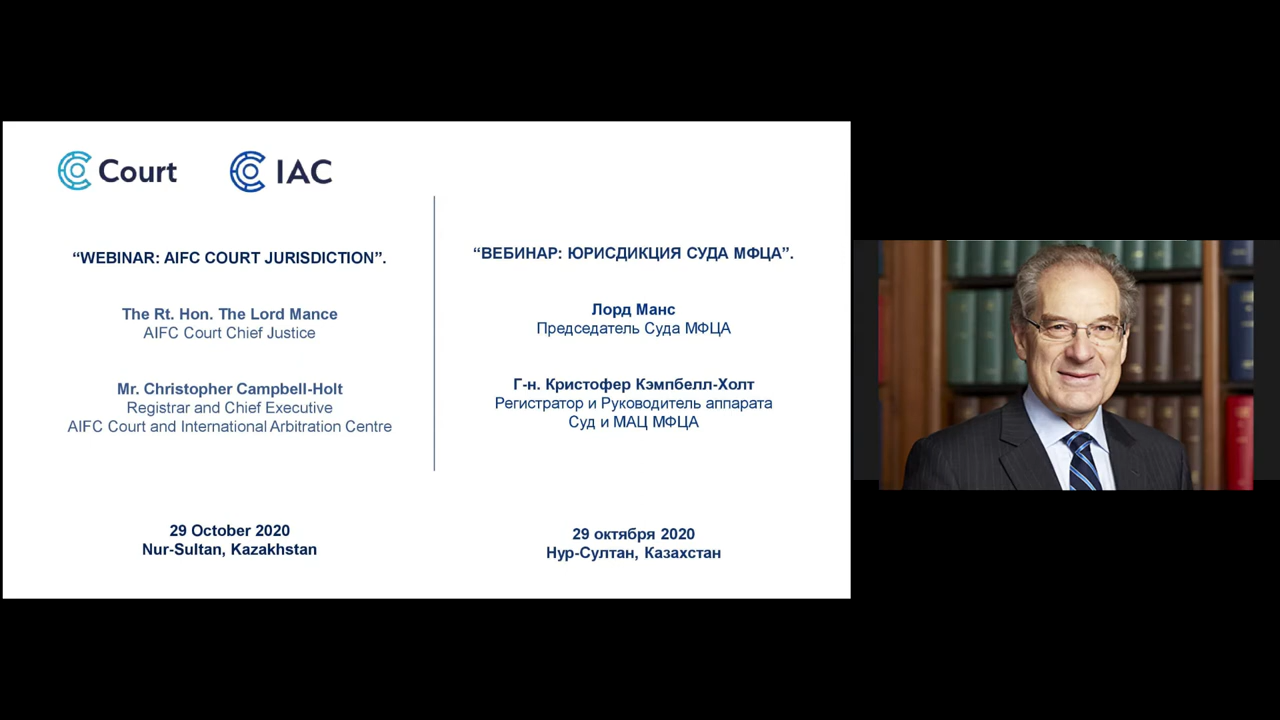 Court
IAC
“WEBINAR: AIFC COURT JURISDICTION”.
The Rt. Hon. The Lord Mance
AIFC Court Chief Justice
Mr. Christopher Campbell-Holt
Registrar and Chief Executive
AIFC Court and International Arbitration Centre
29 October 2020
Nur-Sultan, Kazakhstan
“ВЕБИНАР: ЮРИСДИКЦИЯ СУДА МФЦА”.
Лорд Манс
Председатель Суда МФЦА
Г-н. Кристофер Кэмпбелл-Холт
Регистратор и Руководитель аппарата
Суд и МАЦ МФЦА
29 октября 2020
Нур-Султан, Казахстан